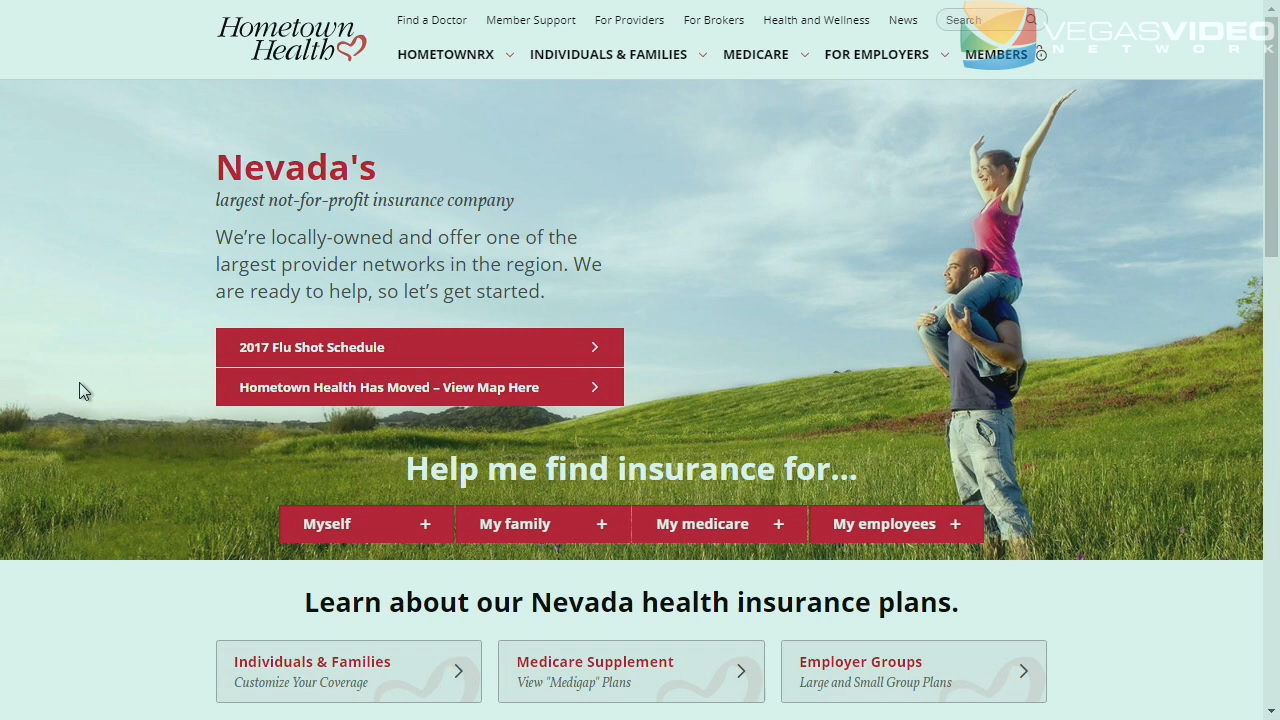 Hometown Health
Find a Doctor Member Support For Providers For Brokers Health and Wellness News Search
VEGASVIDEO
NETWORK
HOMETOWNRX INDIVIDUALS & FAMILIES MEDICARE FOR EMPLOYERS MEMBERS
Nevada's
largest not-for-profit insurance company
We’re locally-owned and offer one of the
largest provider networks in the region. We
are ready to help, so let’s get started.
2017 Flu Shot Schedule
Hometown Health Has Moved – View Map Here
Help me find insurance for...
Myself + My family + My medicare + My employees +
Learn about our Nevada health insurance plans.
Individuals & Families Medicare Supplement Employer Groups
Customize Your Coverage View "Medigap" Plans Large and Small Group Plans